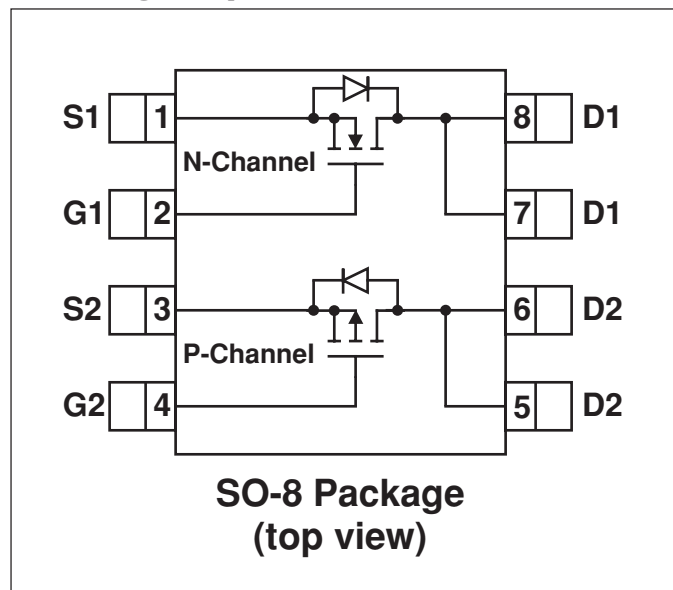 S1 1 8 D1
N-Channel
G1 2 7 D1
S2 3 6 D2
P-Channel
G2 4 5 D2
SO-8 Package
(top view)